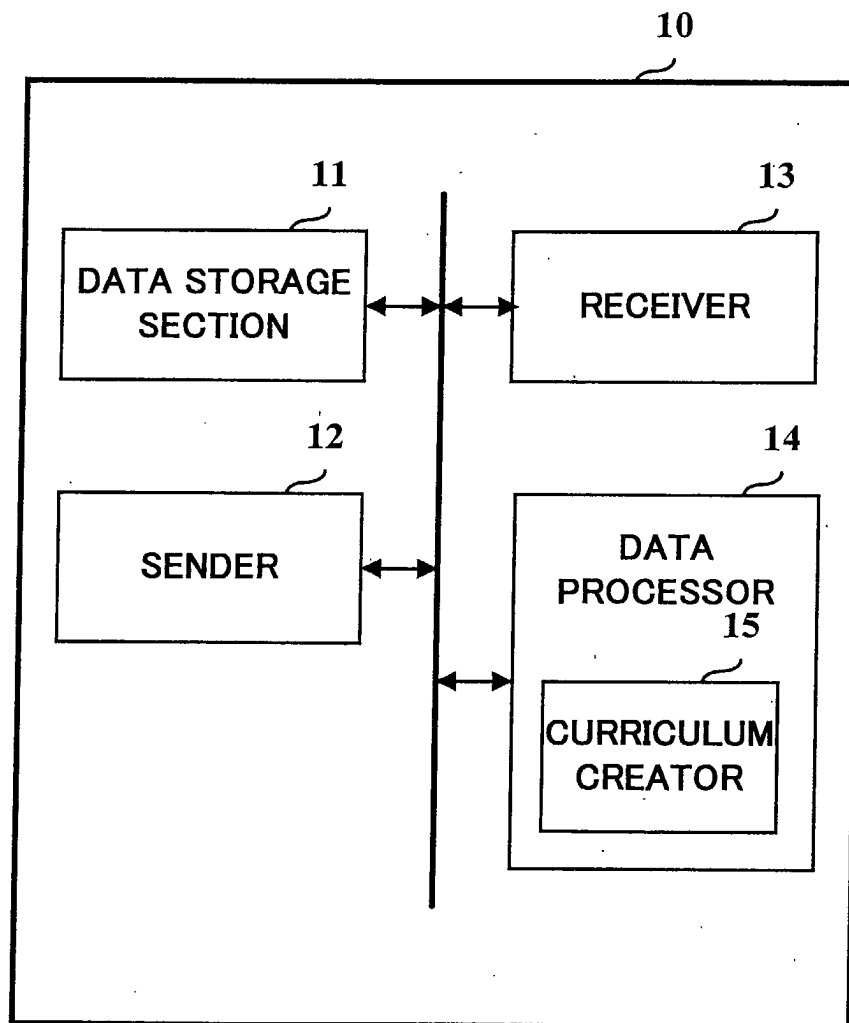 10
11
DATA STORAGE
SECTION
13
RECEIVER
12
SENDER
14
DATA
PROCESSOR
15
CURRICULUM
CREATOR